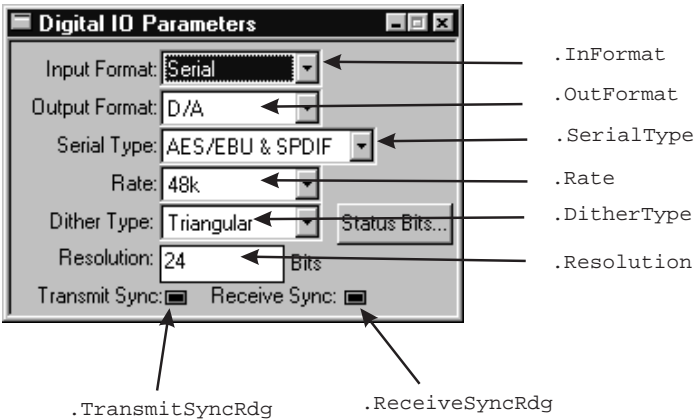 Digital IO Parameters
Input Format: Serial .InFormat
Output Format: D/A .OutFormat
Serial Type: AES/EBU & SPDIF .SerialType
Rate: 48k .Rate
Dither Type: Triangular Status Bits... .DitherType
Resolution: 24 Bits .Resolution
Transmit Sync: Receive Sync:
.TransmitSyncRdg .ReceiveSyncRdg